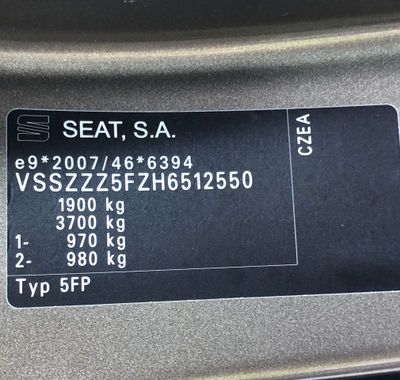 SEAT, S.A.
CZEA
e9*2007/46*6394
VSSZZZ5FZH6512550
1900 kg
3700 kg
1- 970 kg
2- 980 kg
Typ 5FP